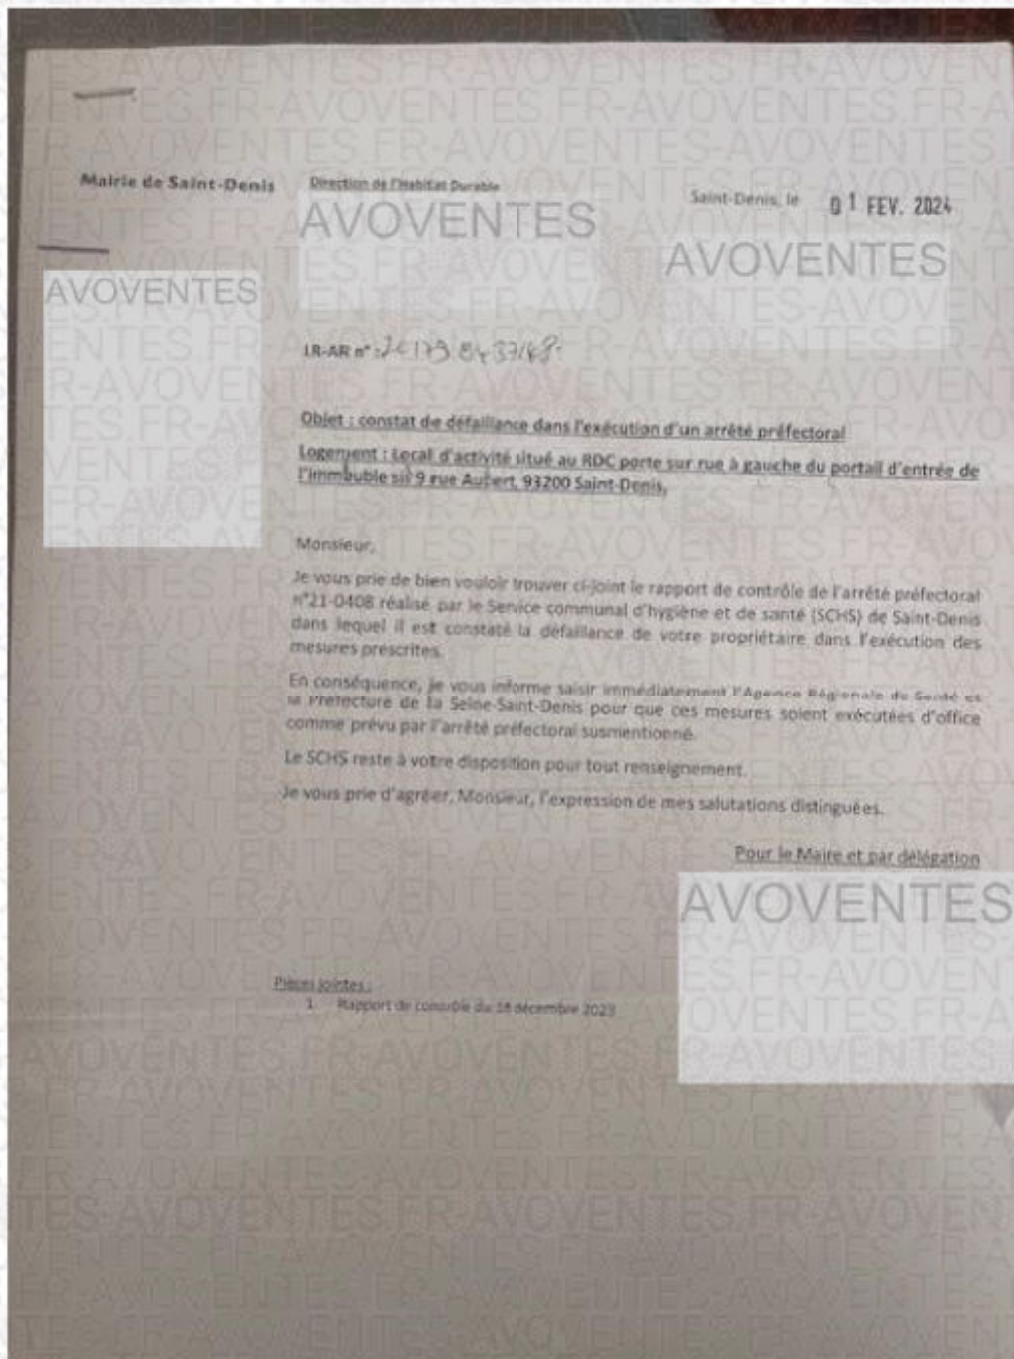 Mairie de Saint-Denis
Direction de l'Habitat Durable
Saint-Denis, le 01 FEV. 2024
AVOVENTES
AVOVENTES
AVOVENTES
LR-AR n° :
Objet : constat de défaillance dans l'exécution d'un arrêté préfectoral
Logement : Local d'activité situé au RDC porte sur rue à gauche du portail d'entrée de
l'immeuble sis 9 rue Aubert, 93200 Saint-Denis,
Monsieur,
Je vous prie de bien vouloir trouver ci-joint le rapport de contrôle de l'arrêté préfectoral
n°21-0408 réalisé par le Service communal d'hygiène et de santé (SCHS) de Saint-Denis
dans lequel il est constaté la défaillance de votre propriétaire dans l'exécution des
mesures prescrites.
En conséquence, je vous informe saisir immédiatement l'Agence Régionale de Santé et
la Préfecture de la Seine-Saint-Denis pour que ces mesures soient exécutées d'office
comme prévu par l'arrêté préfectoral susmentionné.
Le SCHS reste à votre disposition pour tout renseignement.
Je vous prie d'agréer, Monsieur, l'expression de mes salutations distinguées.
Pour le Maire et par délégation
AVOVENTES
Pièces jointes :
1. Rapport de contrôle du 18 décembre 2023